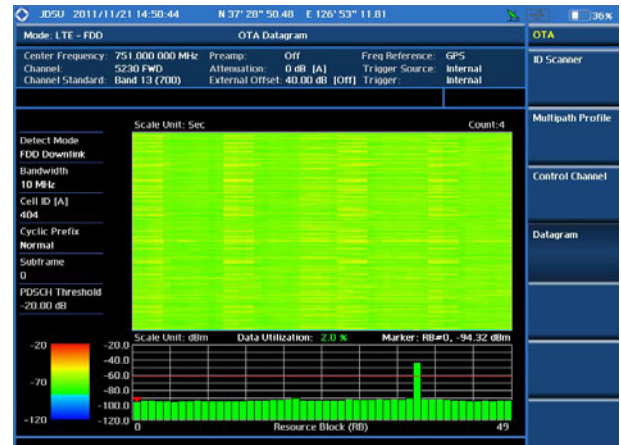 JDSU 2011/11/21 14:50:44 N 37' 28" 50.48 E 126' 53" 11.01 36%
Mode: LTE - FDD OTA Datagram OTA
Center Frequency: 751.000 000 MHz Preamp: Off Freq Reference: GPS
Channel: 5230 FWD Attenuation: 0 dB [A] Trigger Source: Internal
Channel Standard: Band 13 (700) External Offset: 40.00 dB [Off] Trigger: Internal
ID Scanner
Multipath Profile
Control Channel
Datagram
Scale Unit: Sec Count:4
Detect Mode
FDD Downlink
Bandwidth
10 MHz
Cell ID [A]
404
Cyclic Prefix
Normal
Subframe
0
PDSCH Threshold
-20.00 dB
Scale Unit: dBm Data Utilization: 2.0 % Marker: RB#0, -94.32 dBm
-20
-70
-120
-20.0
-40.0
-60.0
-80.0
-100.0
-120.0
0 Resource Block (RB) 49